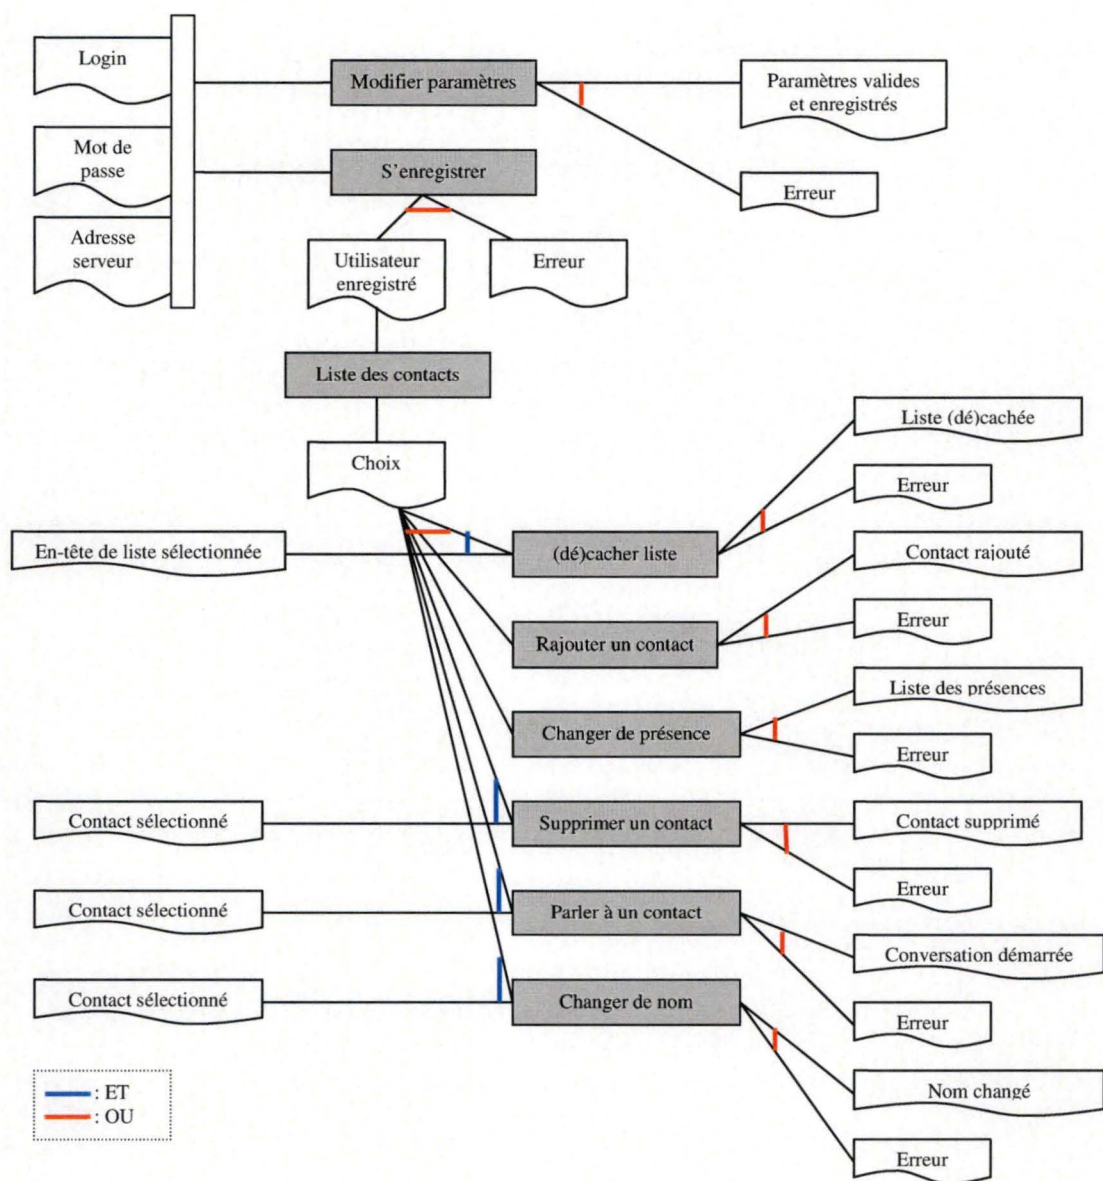 Login
Modifier paramètres
Paramètres valides
et enregistrés
Mot de
passe
S'enregistrer
Erreur
Adresse
serveur
Utilisateur
enregistré
Erreur
Liste des contacts
Liste (dé)cachée
Choix
Erreur
En-tête de liste sélectionnée
(dé)cacher liste
Contact rajouté
Erreur
Rajouter un contact
Liste des présences
Changer de présence
Erreur
Contact sélectionné
Supprimer un contact
Contact supprimé
Erreur
Contact sélectionné
Parler à un contact
Conversation démarrée
Contact sélectionné
Changer de nom
Erreur
Nom changé
: ET
: OU
Erreur